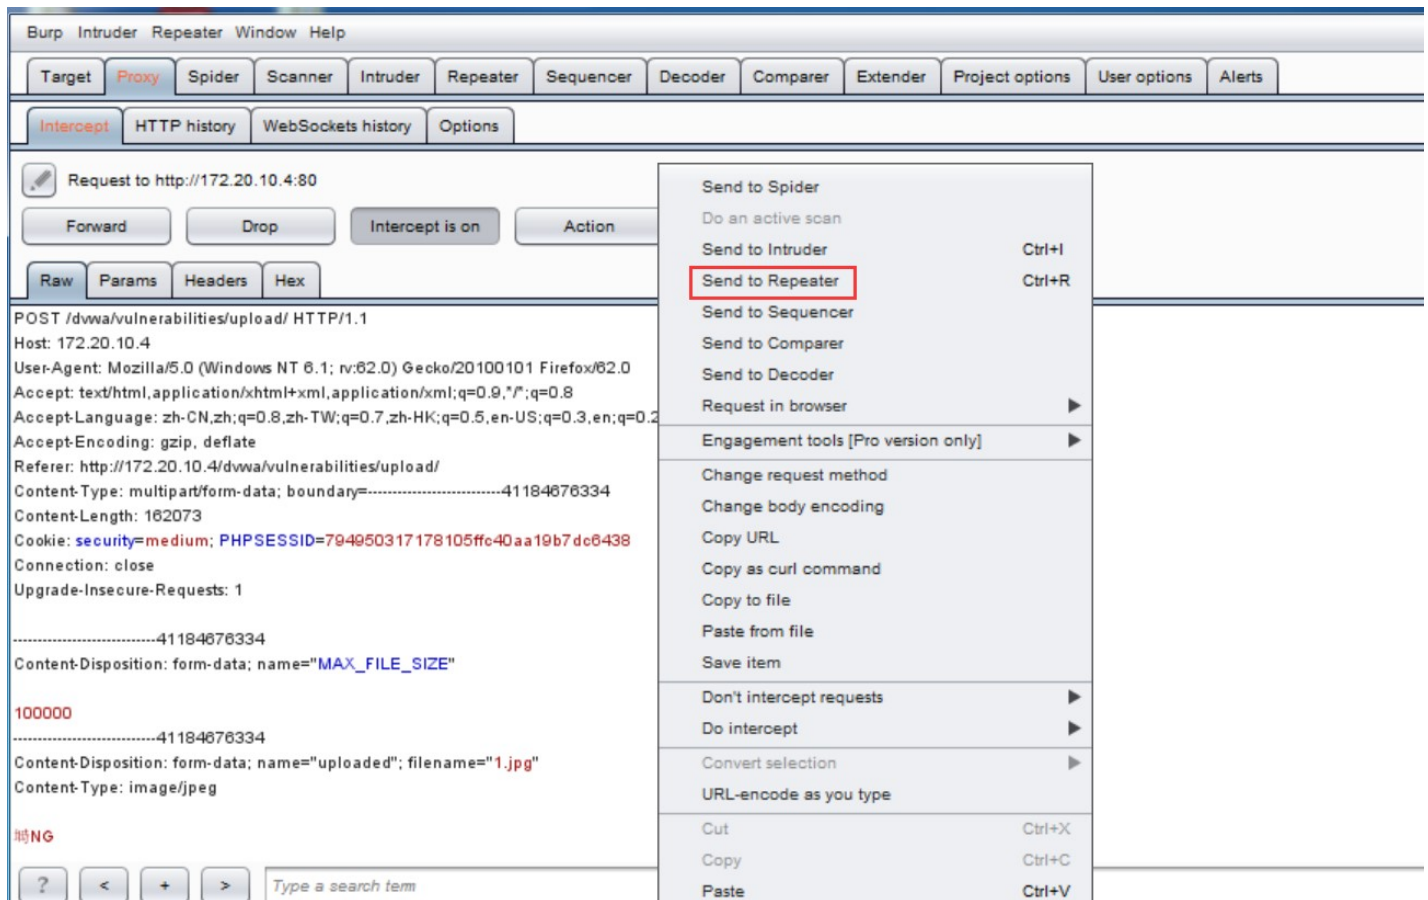 Burp Intruder Repeater Window Help
Target Proxy Spider Scanner Intruder Repeater Sequencer Decoder Comparer Extender Project options User options Alerts
Intercept HTTP history WebSockets history Options
Request to http://172.20.10.4:80
Forward Drop Intercept is on Action
Raw Params Headers Hex
POST /dvwa/vulnerabilities/upload/ HTTP/1.1
Host: 172.20.10.4
User-Agent: Mozilla/5.0 (Windows NT 6.1; rv:62.0) Gecko/20100101 Firefox/62.0
Accept: text/html,application/xhtml+xml,application/xml;q=0.9,*/*;q=0.8
Accept-Language: zh-CN,zh;q=0.8,zh-TW;q=0.7,zh-HK;q=0.5,en-US;q=0.3,en;q=0.2
Accept-Encoding: gzip, deflate
Referer: http://172.20.10.4/dvwa/vulnerabilities/upload/
Content-Type: multipart/form-data; boundary=---------------------------41184676334
Content-Length: 162073
Cookie: security=medium; PHPSESSID=794950317178105ffc40aa19b7dc6438
Connection: close
Upgrade-Insecure-Requests: 1
-----------------------------41184676334
Content-Disposition: form-data; name="MAX_FILE_SIZE"
100000
-----------------------------41184676334
Content-Disposition: form-data; name="uploaded"; filename="1.jpg"
Content-Type: image/jpeg
NG
? < + > Type a search term
Send to Spider
Do an active scan
Send to Intruder Ctrl+I
Send to Repeater Ctrl+R
Send to Sequencer
Send to Comparer
Send to Decoder
Request in browser
Engagement tools [Pro version only]
Change request method
Change body encoding
Copy URL
Copy as curl command
Copy to file
Paste from file
Save item
Don't intercept requests
Do intercept
Convert selection
URL-encode as you type
Cut Ctrl+X
Copy Ctrl+C
Paste Ctrl+V